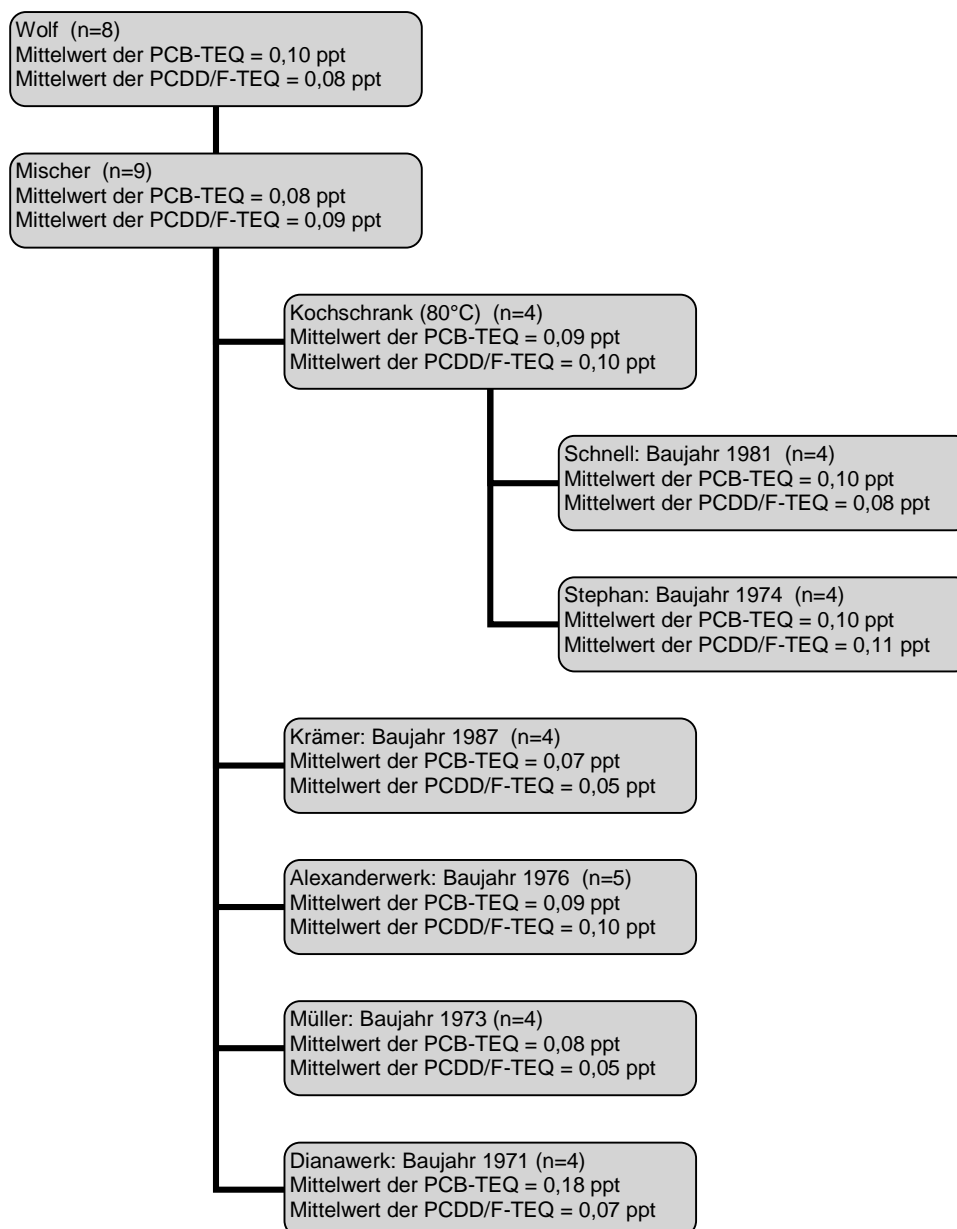 Wolf (n=8)
Mittelwert der PCB-TEQ = 0,10 ppt
Mittelwert der PCDD/F-TEQ = 0,08 ppt
Mischer (n=9)
Mittelwert der PCB-TEQ = 0,08 ppt
Mittelwert der PCDD/F-TEQ = 0,09 ppt
Kochschrank (80°C) (n=4)
Mittelwert der PCB-TEQ = 0,09 ppt
Mittelwert der PCDD/F-TEQ = 0,10 ppt
Schnell: Baujahr 1981 (n=4)
Mittelwert der PCB-TEQ = 0,10 ppt
Mittelwert der PCDD/F-TEQ = 0,08 ppt
Stephan: Baujahr 1974 (n=4)
Mittelwert der PCB-TEQ = 0,10 ppt
Mittelwert der PCDD/F-TEQ = 0,11 ppt
Krämer: Baujahr 1987 (n=4)
Mittelwert der PCB-TEQ = 0,07 ppt
Mittelwert der PCDD/F-TEQ = 0,05 ppt
Alexanderwerk: Baujahr 1976 (n=5)
Mittelwert der PCB-TEQ = 0,09 ppt
Mittelwert der PCDD/F-TEQ = 0,10 ppt
Müller: Baujahr 1973 (n=4)
Mittelwert der PCB-TEQ = 0,08 ppt
Mittelwert der PCDD/F-TEQ = 0,05 ppt
Dianawerk: Baujahr 1971 (n=4)
Mittelwert der PCB-TEQ = 0,18 ppt
Mittelwert der PCDD/F-TEQ = 0,07 ppt